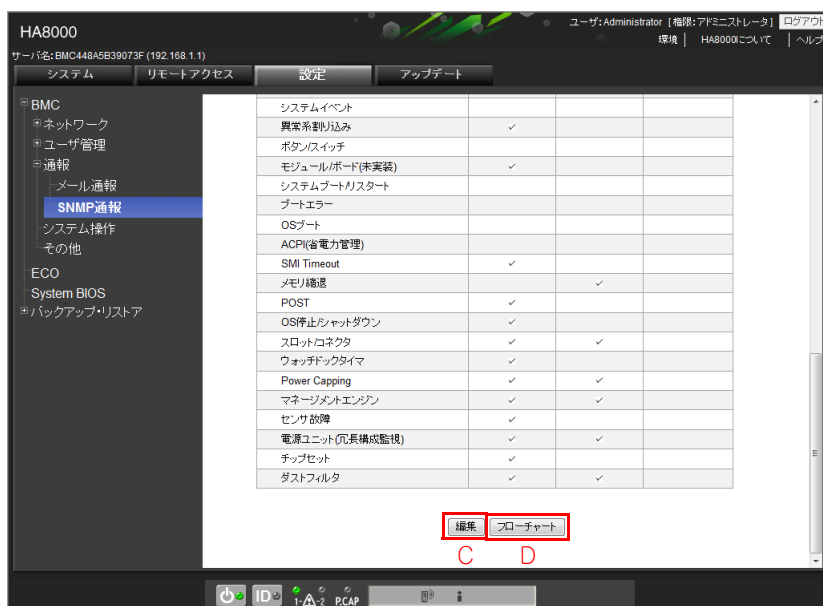 HA8000
ユーザ:Administrator [権限:アドミニストレータ] ログアウト
環境 | HA8000について | ヘルプ
サーバ名:BMC448A5B39073F (192.168.1.1)
システム リモートアクセス 設定 アップデート
BMC
ネットワーク
ユーザ管理
通報
メール通報
SNMP通報
システム操作
その他
ECO
System BIOS
バックアップ・リストア
システムイベント
異常系割り込み ✓
ボタン/スイッチ
モジュール/ボード(未実装) ✓
システムブート/リスタート
ブートエラー
OSブート
ACPI(省電力管理)
SMI Timeout ✓
メモリ縮退 ✓
POST ✓
OS停止/シャットダウン ✓
スロット/コネクタ ✓ ✓
ウォッチドックタイマ ✓
Power Capping ✓ ✓
マネージメントエンジン ✓ ✓
センサ故障 ✓
電源ユニット(冗長構成監視) ✓ ✓
チップセット ✓
ダストフィルタ ✓ ✓
編集 フローチャート
C D
ID 1-⚠-2 P.CAP